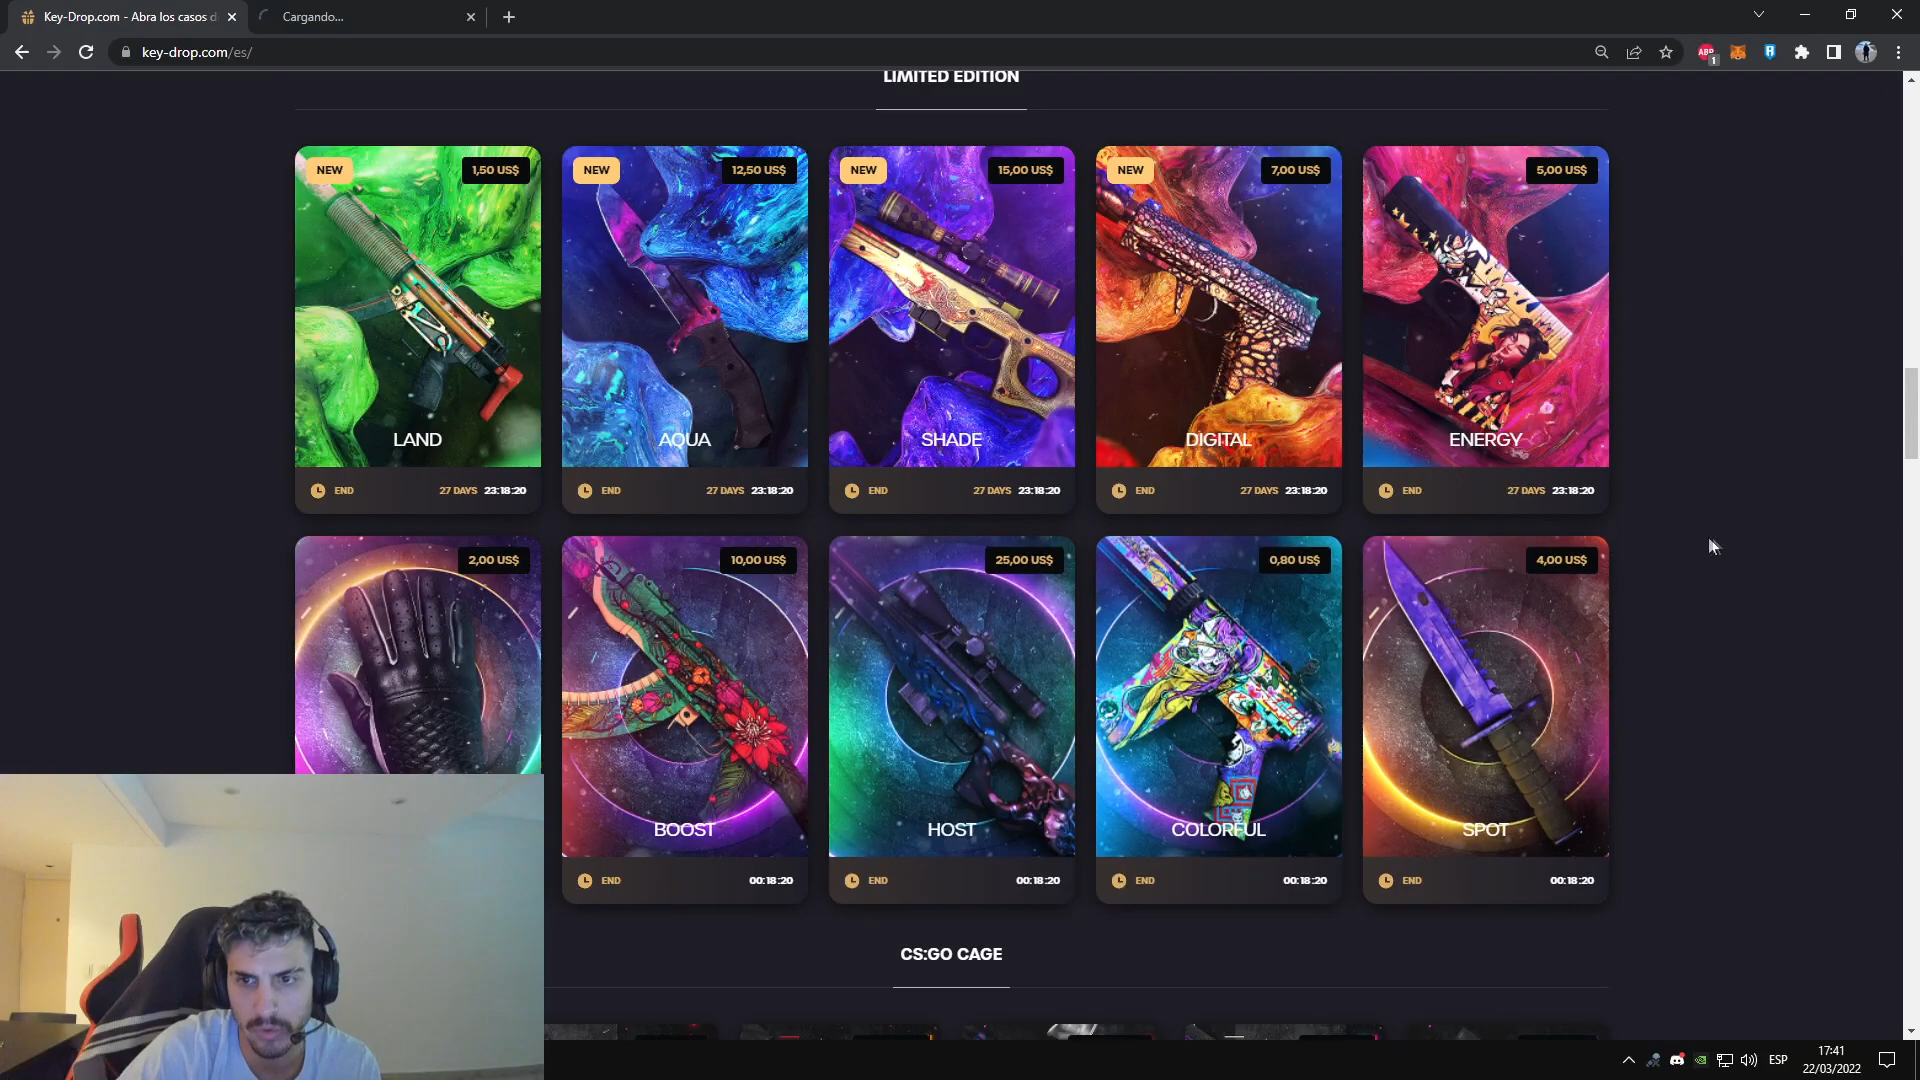 Key-Drop.com - Abra los casos d
Cargando...
key-drop.com/es/
ABP
1
LIMITED EDITION
NEW 1,50 US$
NEW 12,50 US$
NEW 15,00 US$
NEW 7,00 US$
5,00 US$
LAND
AQUA
SHADE
DIGITAL
ENERGY
END 27 DAYS 23:18:20
END 27 DAYS 23:18:20
END 27 DAYS 23:18:20
END 27 DAYS 23:18:20
END 27 DAYS 23:18:20
2,00 US$
10,00 US$
25,00 US$
0,80 US$
4,00 US$
BOOST
HOST
COLORFUL
SPOT
END 00:18:20
END 00:18:20
END 00:18:20
END 00:18:20
CS:GO CAGE
ESP
17:41
22/03/2022